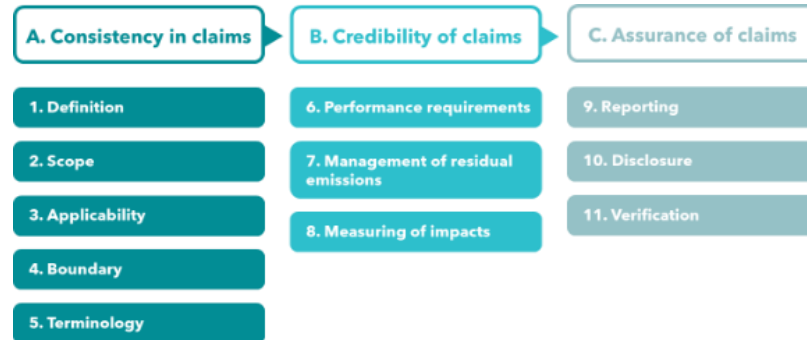 A. Consistency in claims
1. Definition
2. Scope
3. Applicability
4. Boundary
5. Terminology
B. Credibility of claims
6. Performance requirements
7. Management of residual
emissions
8. Measuring of impacts
C. Assurance of claims
9. Reporting
10. Disclosure
11. Verification